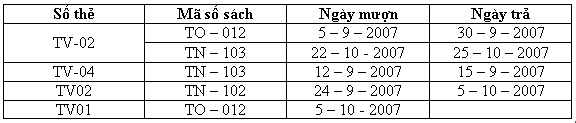 Số thẻ Mã số sách Ngày mượn Ngày trả
TV-02 TO – 012 5 – 9 – 2007 30 – 9 – 2007
TN – 103 22 – 10 - 2007 25 – 10 – 2007
TV-04 TN – 103 12 – 9 – 2007 15 – 9 – 2007
TV02 TN – 102 24 – 9 – 2007 5 – 10 – 2007
TV01 TO – 012 5 – 10 - 2007